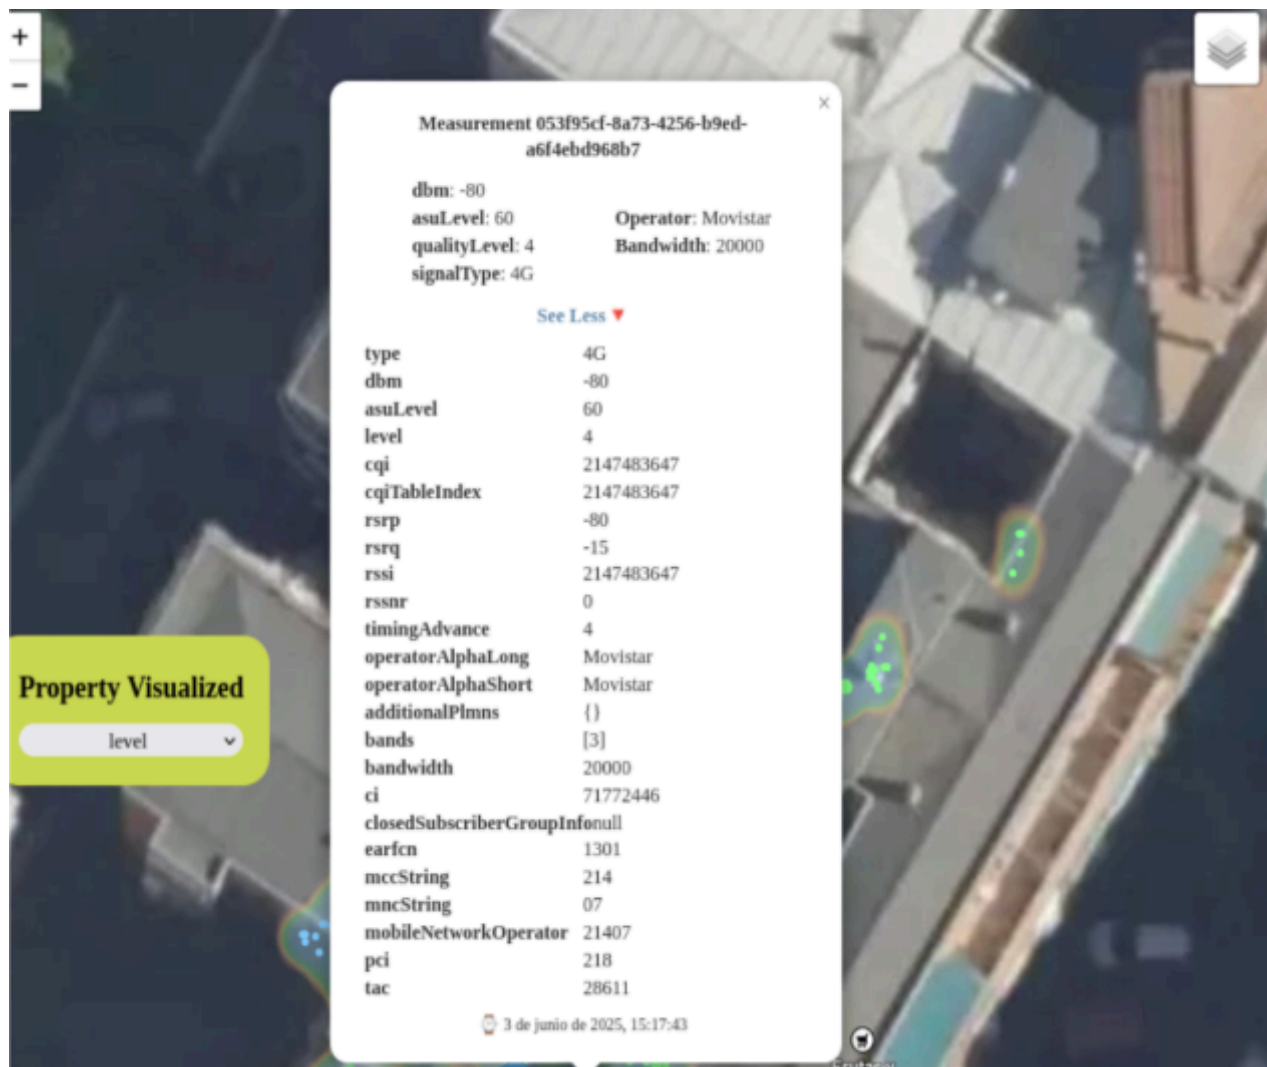 +
−
×
Measurement 053f95cf-8a73-4256-b9ed-
a6f4ebd968b7
dbm: -80
asuLevel: 60
qualityLevel: 4
signalType: 4G
Operator: Movistar
Bandwidth: 20000
See Less
type 4G
dbm -80
asuLevel 60
level 4
cqi 2147483647
cqiTableIndex 2147483647
rsrp -80
rsrq -15
rssi 2147483647
rssnr 0
timingAdvance 4
operatorAlphaLong Movistar
operatorAlphaShort Movistar
additionalPlmns {}
bands [3]
bandwidth 20000
ci 71772446
closedSubscriberGroupInfonull
earfcn 1301
mccString 214
mncString 07
mobileNetworkOperator 21407
pci 218
tac 28611
3 de junio de 2025, 15:17:43
Property Visualized
level